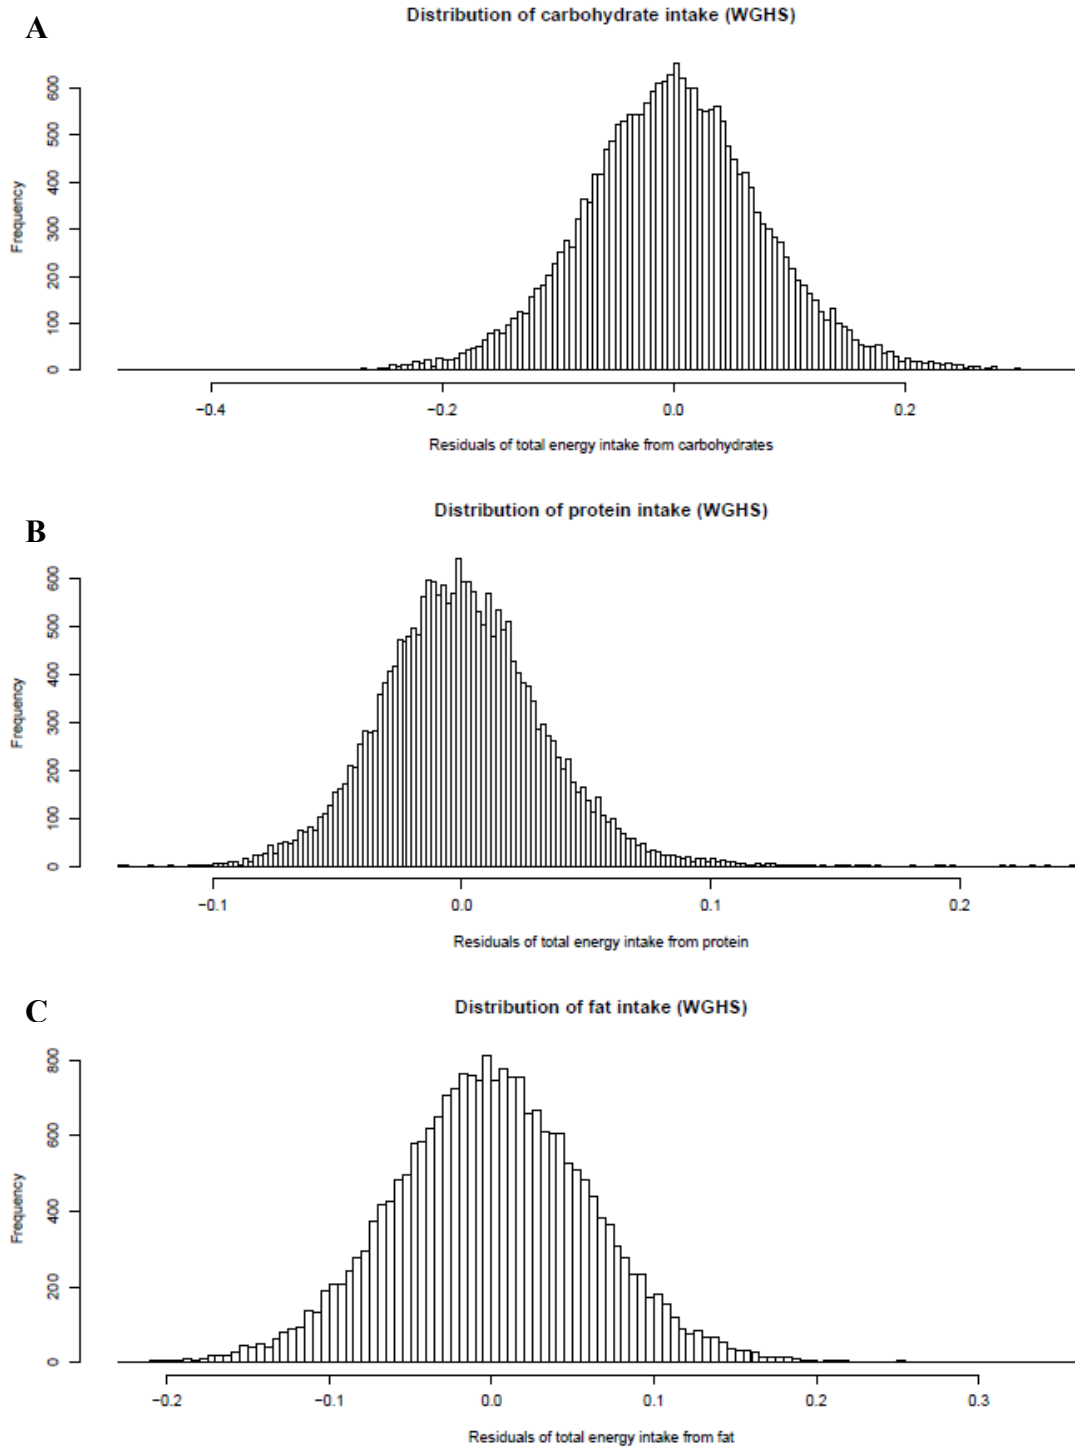 A
Distribution of carbohydrate intake (WGHS)
Frequency
600
500
400
300
200
100
0
−0.4 −0.2 0.0 0.2
Residuals of total energy intake from carbohydrates
B
Distribution of protein intake (WGHS)
Frequency
600
500
400
300
200
100
0
−0.1 0.0 0.1 0.2
Residuals of total energy intake from protein
C
Distribution of fat intake (WGHS)
Frequency
800
600
400
200
0
−0.2 −0.1 0.0 0.1 0.2 0.3
Residuals of total energy intake from fat